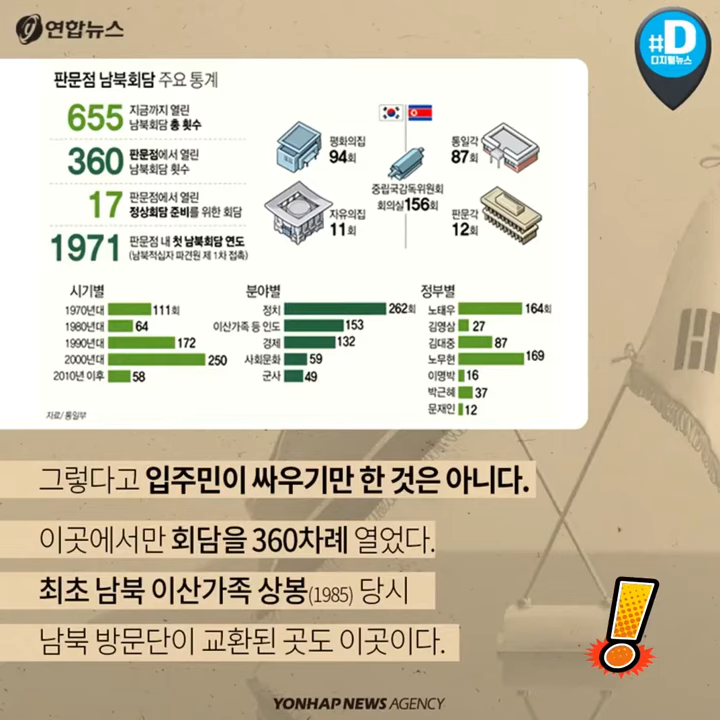 연합뉴스
#D
디지털뉴스
판문점 남북회담 주요 통계
655 지금까지 열린
남북회담 총 횟수
360 판문점에서 열린
남북회담 횟수
17 판문점에서 열린
정상회담 준비를 위한 회담
1971 판문점 내 첫 남북회담 연도
(남북적십자 파견원 제 1차 접촉)
평화의집
94회
통일각
87회
중립국감독위원회
회의실 156회
자유의집
11회
판문각
12회
시기별
1970년대 111회
1980년대 64
1990년대 172
2000년대 250
2010년 이후 58
분야별
정치 262회
이산가족 등 인도 153
경제 132
사회문화 59
군사 49
정부별
노태우 164회
김영삼 27
김대중 87
노무현 169
이명박 16
박근혜 37
문재인 12
자료/ 통일부
그렇다고 입주민이 싸우기만 한 것은 아니다.
이곳에서만 회담을 360차례 열었다.
최초 남북 이산가족 상봉(1985) 당시
남북 방문단이 교환된 곳도 이곳이다.
YONHAP NEWS AGENCY